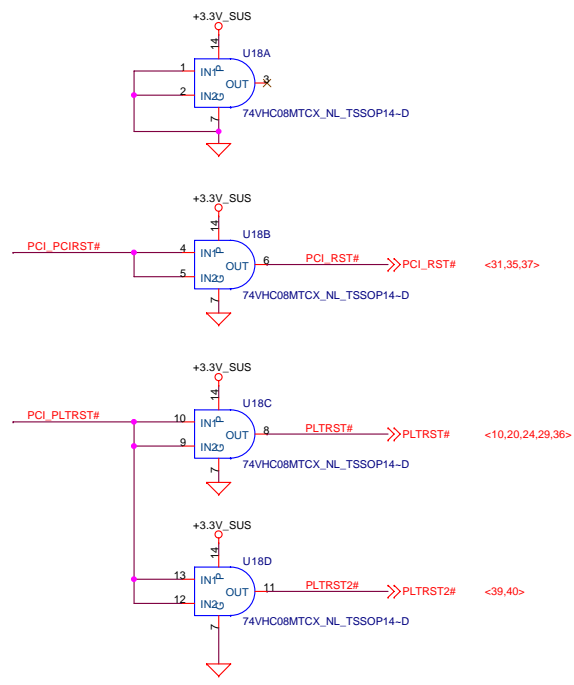 +3.3V_SUS
14
U18A
1 IN1 P
OUT 3
2 IN2 G
7
74VHC08MTCX_NL_TSSOP14~D
+3.3V_SUS
14
U18B
PCI_PCIRST# 4 IN1 P
OUT 6 PCI_RST# PCI_RST# <31,35,37>
5 IN2 G
7
74VHC08MTCX_NL_TSSOP14~D
+3.3V_SUS
14
U18C
PCI_PLTRST# 10 IN1 P
OUT 8 PLTRST# PLTRST# <10,20,24,29,36>
9 IN2 G
7
74VHC08MTCX_NL_TSSOP14~D
+3.3V_SUS
14
U18D
13 IN1 P
OUT 11 PLTRST2# PLTRST2# <39,40>
12 IN2 G
7
74VHC08MTCX_NL_TSSOP14~D